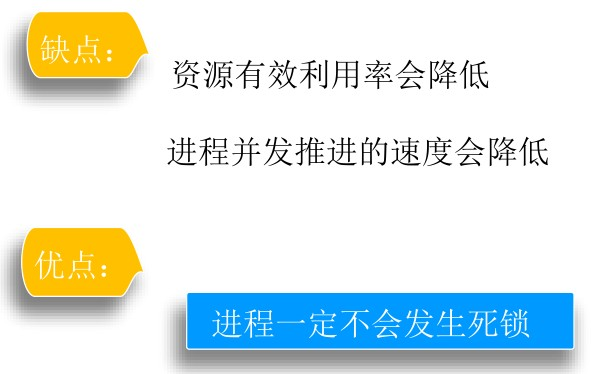 缺点：
资源有效利用率会降低
进程并发推进的速度会降低
优点：
进程一定不会发生死锁